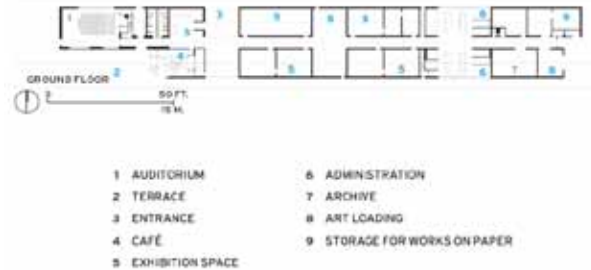 GROUND FLOOR
50 FT.
15 M.
1 AUDITORIUM
2 TERRACE
3 ENTRANCE
4 CAFÉ
5 EXHIBITION SPACE
6 ADMINISTRATION
7 ARCHIVE
8 ART LOADING
9 STORAGE FOR WORKS ON PAPER